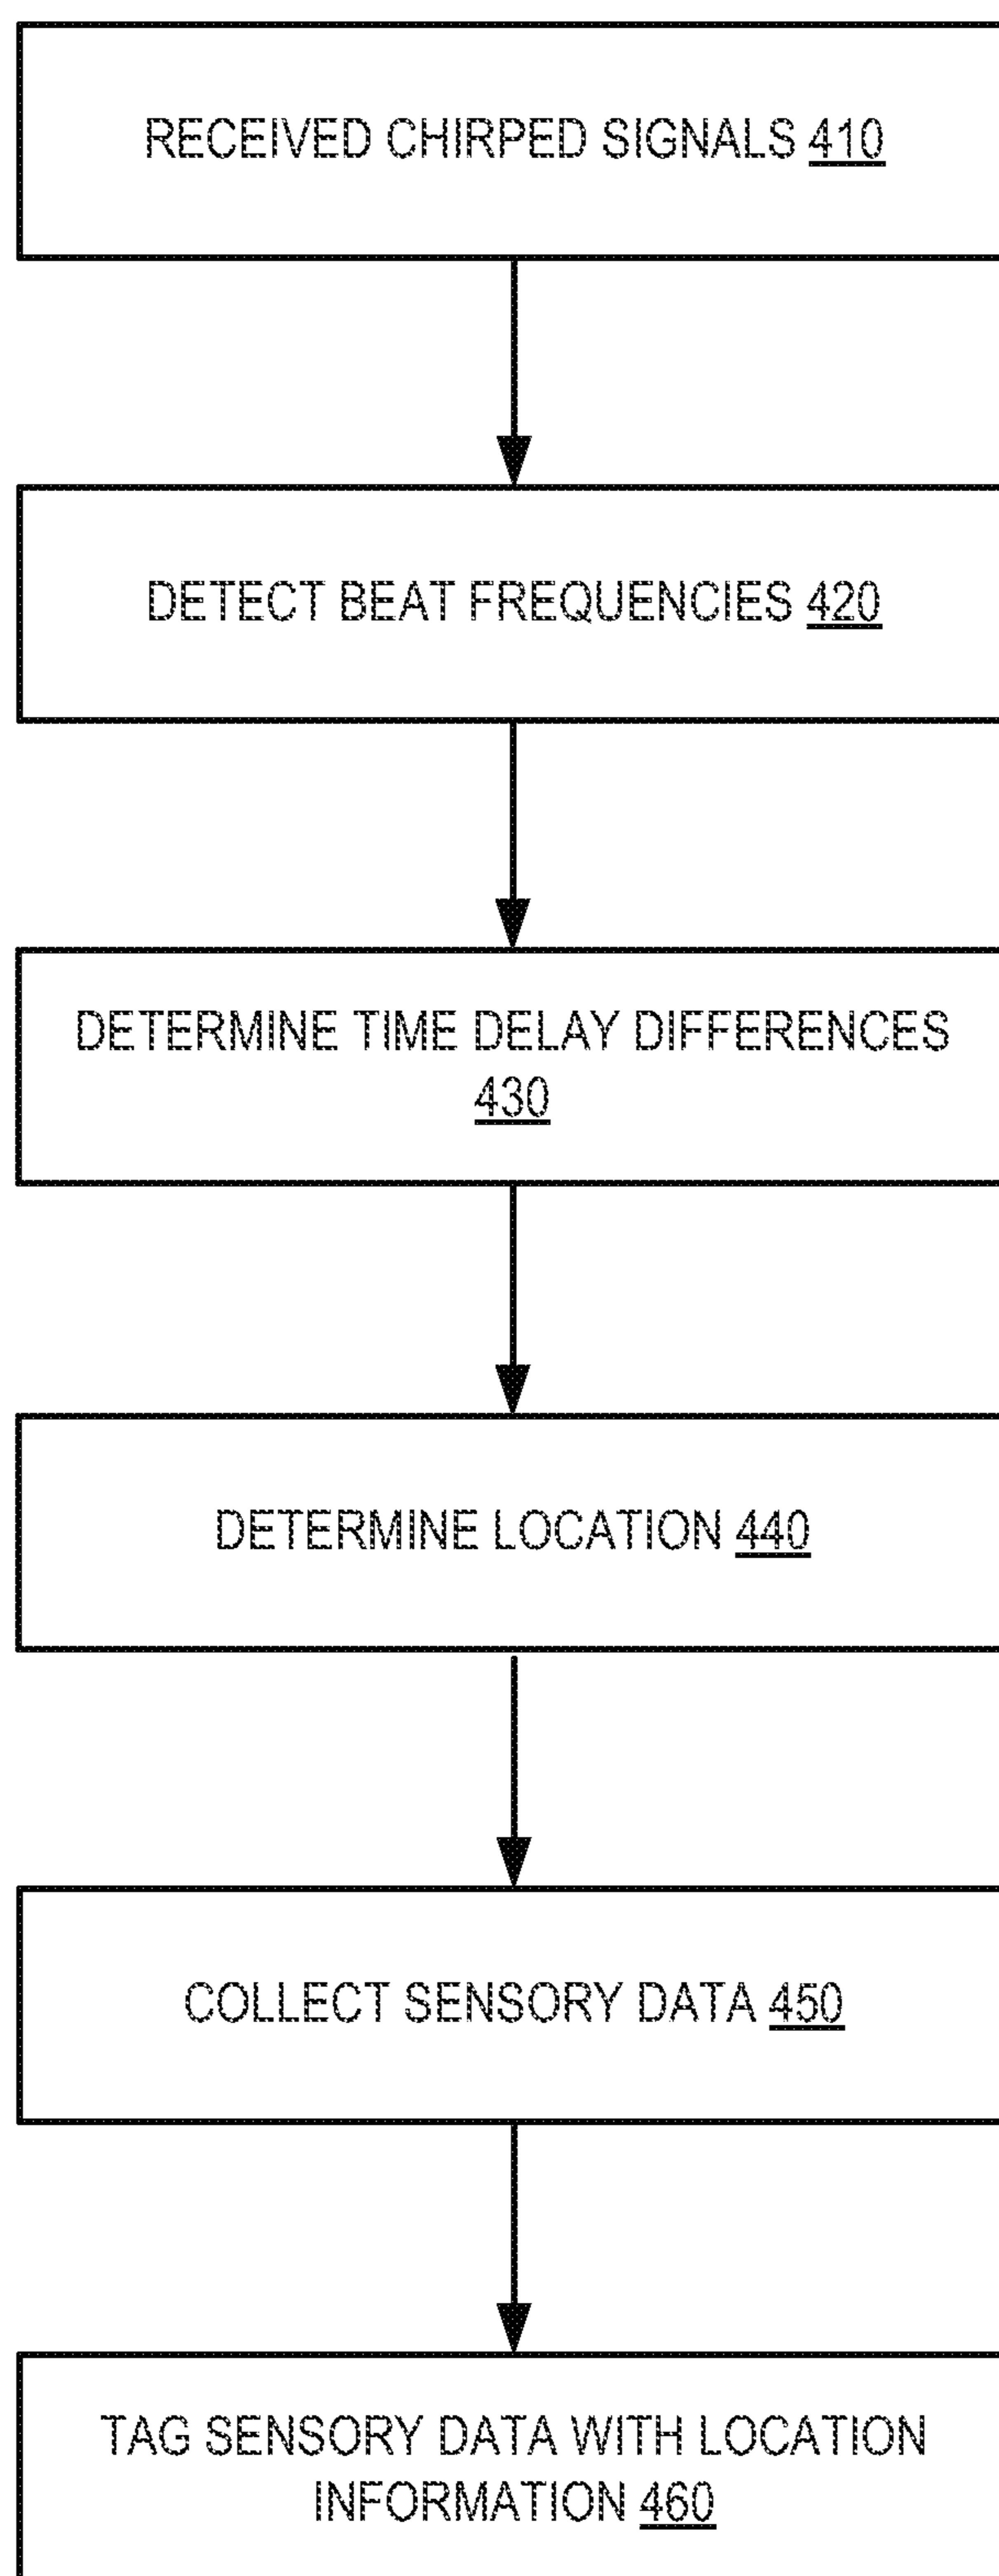 RECEIVED CHIRPED SIGNALS 410
DETECT BEAT FREQUENCIES 420
DETERMINE TIME DELAY DIFFERENCES
430
DETERMINE LOCATION 440
COLLECT SENSORY DATA 450
TAG SENSORY DATA WITH LOCATION
INFORMATION 460